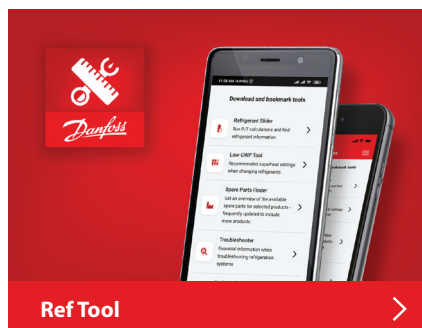 Danfoss
11:28 AM
Download and bookmark tools
Refrigerant Slider
Run P/T calculations and find
refrigerant information
Low-GWP Tool
Recommended superheat settings
when changing refrigerants
Spare Parts Finder
Get an overview of the available
spare parts for selected products -
frequently updated to include
more products.
Troubleshooter
Essential information when
troubleshooting refrigeration
systems
Ref Tool